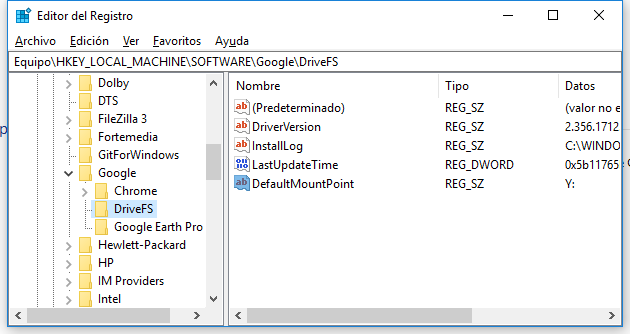 Editor del Registro
Archivo Edición Ver Favoritos Ayuda
Equipo\HKEY_LOCAL_MACHINE\SOFTWARE\Google\DriveFS
Dolby
DTS
FileZilla 3
Fortemedia
GitForWindows
Google
Chrome
DriveFS
Google Earth Pro
Hewlett-Packard
HP
IM Providers
Intel
Nombre Tipo Datos
(Predeterminado) REG_SZ (valor no e
DriverVersion REG_SZ 2.356.1712
InstallLog REG_SZ C:\WINDO
LastUpdateTime REG_DWORD 0x5b11765
DefaultMountPoint REG_SZ Y: